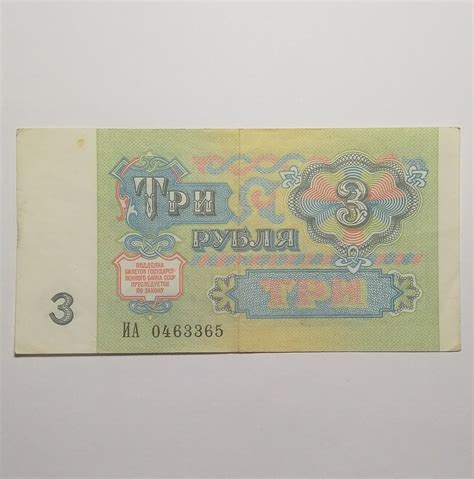 ТРИ
РУБЛЯ
3
ПОДДЕЛКА
БИЛЕТОВ ГОСУДАРСТ-
ВЕННОГО БАНКА СССР
ПРЕСЛЕДУЕТСЯ
ПО ЗАКОНУ
ТРИ
3
ИА 0463365